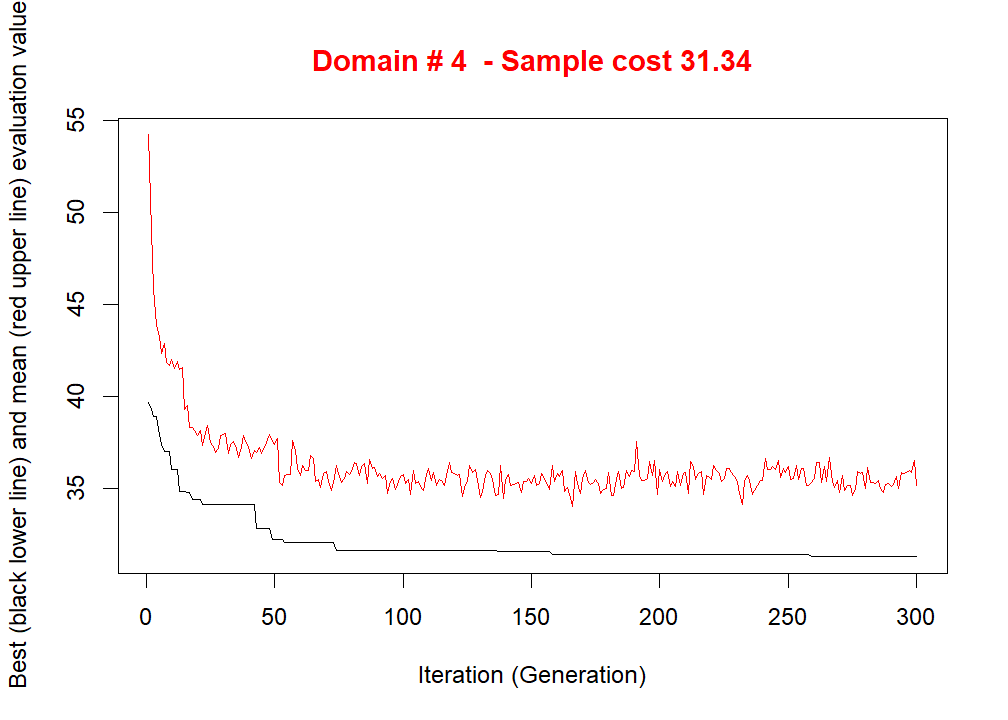 Domain # 4  - Sample cost 31.34
Best (black lower line) and mean (red upper line) evaluation value
55
50
45
40
35
0 50 100 150 200 250 300
Iteration (Generation)